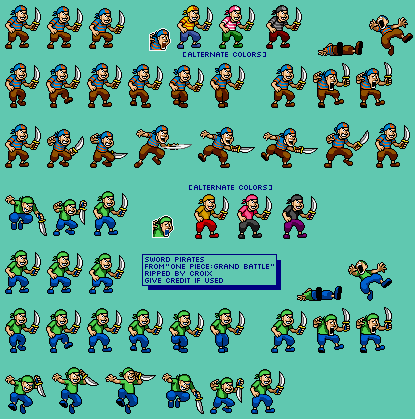 [ALTERNATE COLORS]
[ALTERNATE COLORS]
SWORD PIRATES
FROM"ONE PIECE:GRAND BATTLE"
RIPPED BY CROIX
GIVE CREDIT IF USED